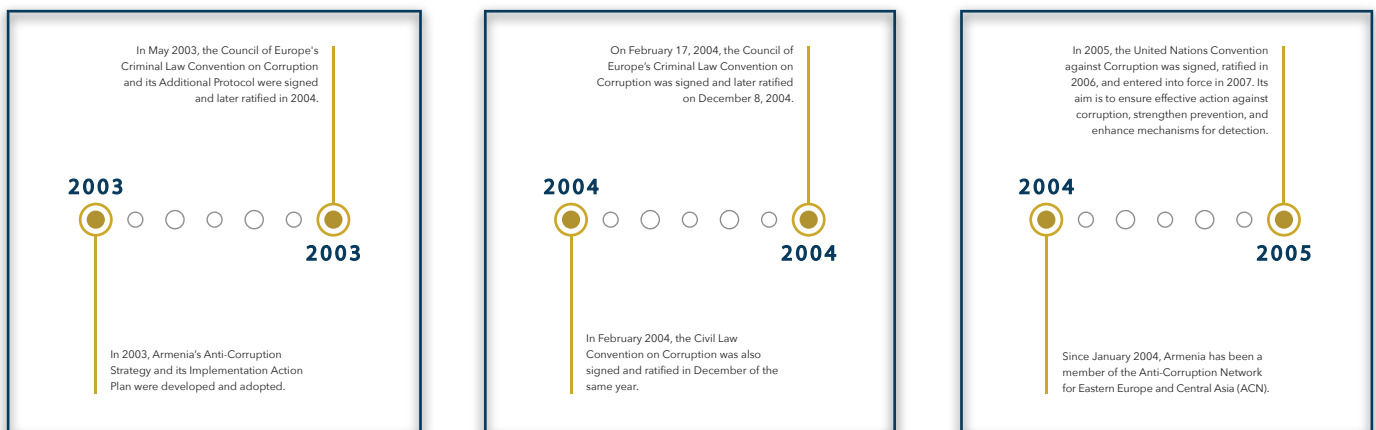 In May 2003, the Council of Europe's
Criminal Law Convention on Corruption
and its Additional Protocol were signed
and later ratified in 2004.
2003
2003
In 2003, Armenia's Anti-Corruption
Strategy and its Implementation Action
Plan were developed and adopted.
On February 17, 2004, the Council of
Europe's Criminal Law Convention on
Corruption was signed and later ratified
on December 8, 2004.
2004
2004
In February 2004, the Civil Law
Convention on Corruption was also
signed and ratified in December of the
same year.
In 2005, the United Nations Convention
against Corruption was signed, ratified in
2006, and entered into force in 2007. Its
aim is to ensure effective action against
corruption, strengthen prevention, and
enhance mechanisms for detection.
2004
2005
Since January 2004, Armenia has been a
member of the Anti-Corruption Network
for Eastern Europe and Central Asia (ACN).